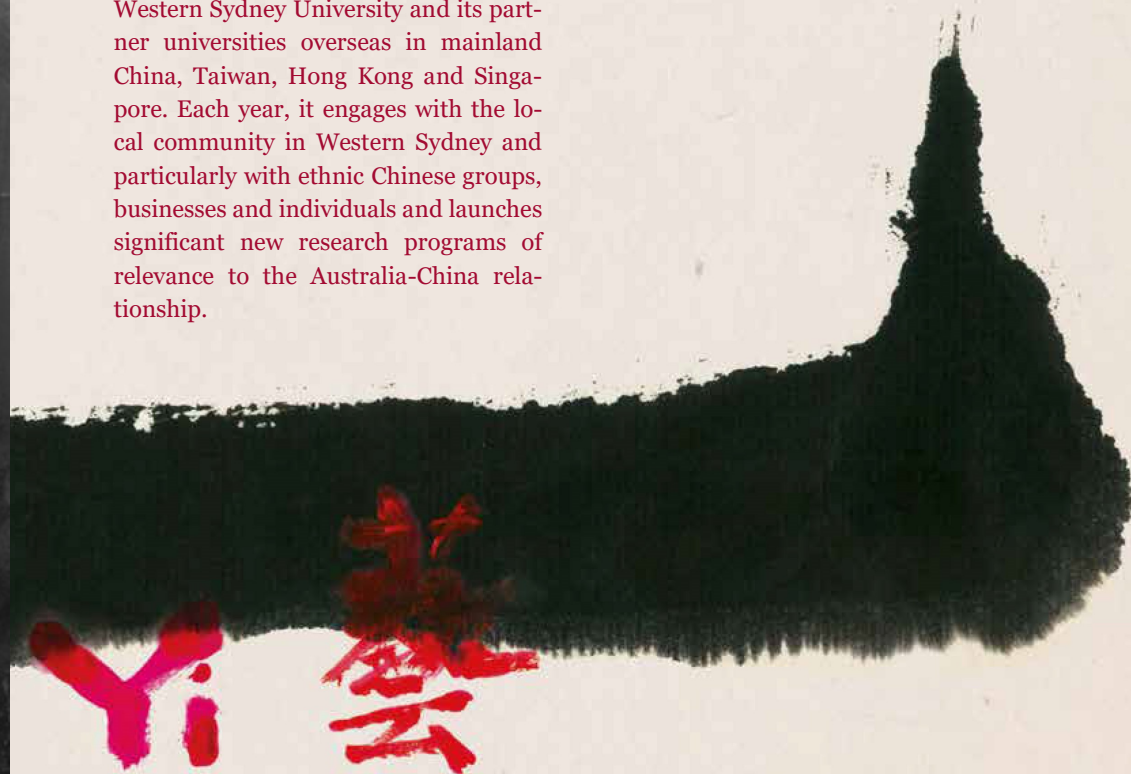 Western Sydney University and its part-
ner universities overseas in mainland
China, Taiwan, Hong Kong and Singa-
pore. Each year, it engages with the lo-
cal community in Western Sydney and
particularly with ethnic Chinese groups,
businesses and individuals and launches
significant new research programs of
relevance to the Australia-China rela-
tionship.
Yi 藝